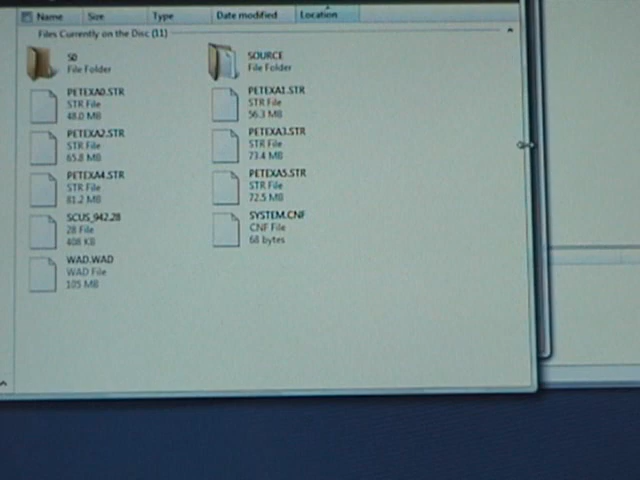 Name Size Type Date modified Location
Files Currently on the Disc (11)
S0
File Folder
SOURCE
File Folder
PETEXA0.STR
STR File
48.0 MB
PETEXA1.STR
STR File
56.3 MB
PETEXA2.STR
STR File
65.8 MB
PETEXA3.STR
STR File
73.4 MB
PETEXA4.STR
STR File
81.2 MB
PETEXA5.STR
STR File
72.5 MB
SCUS_942.28
28 File
408 KB
SYSTEM.CNF
CNF File
68 bytes
WAD.WAD
WAD File
105 MB